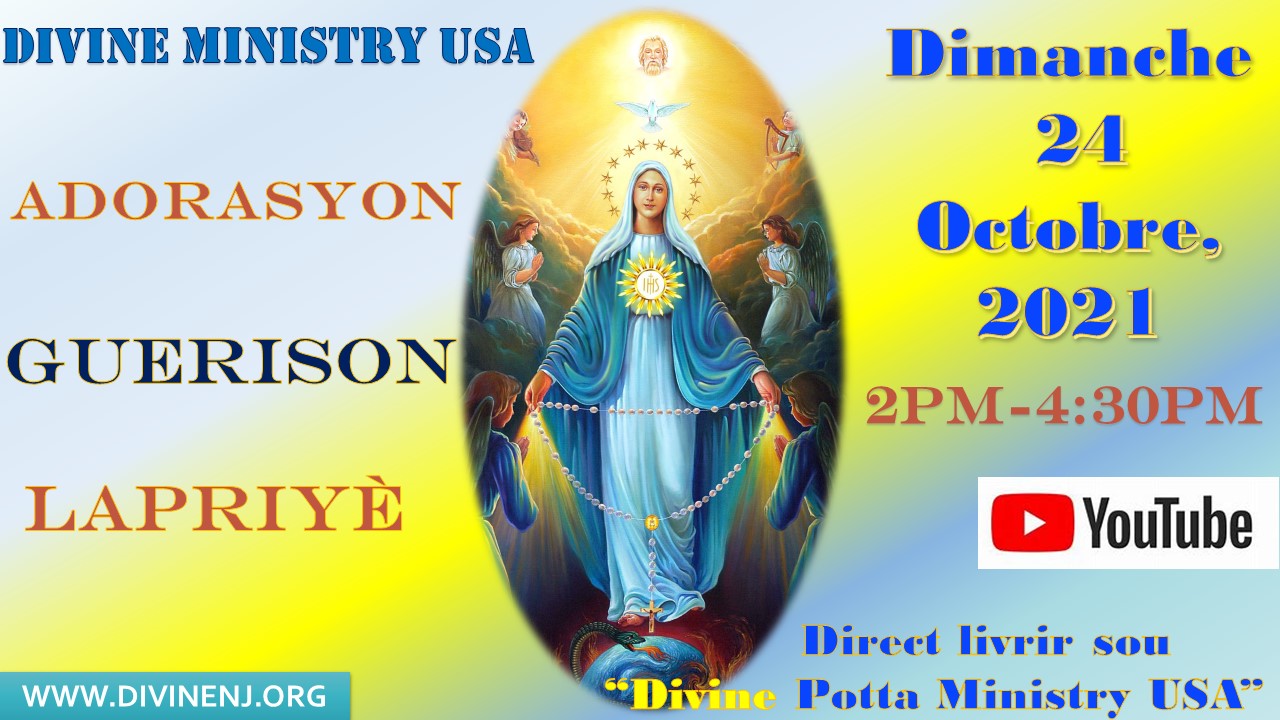 DIVINE MINISTRY USA
ADORASYON
GUERISON
LAPRIYÈ
WWW.DIVINENJ.ORG
IHS
Dimanche
24
Octobre,
2021
2PM-4:30PM
YouTube
Direct livrir sou
“Divine Potta Ministry USA”